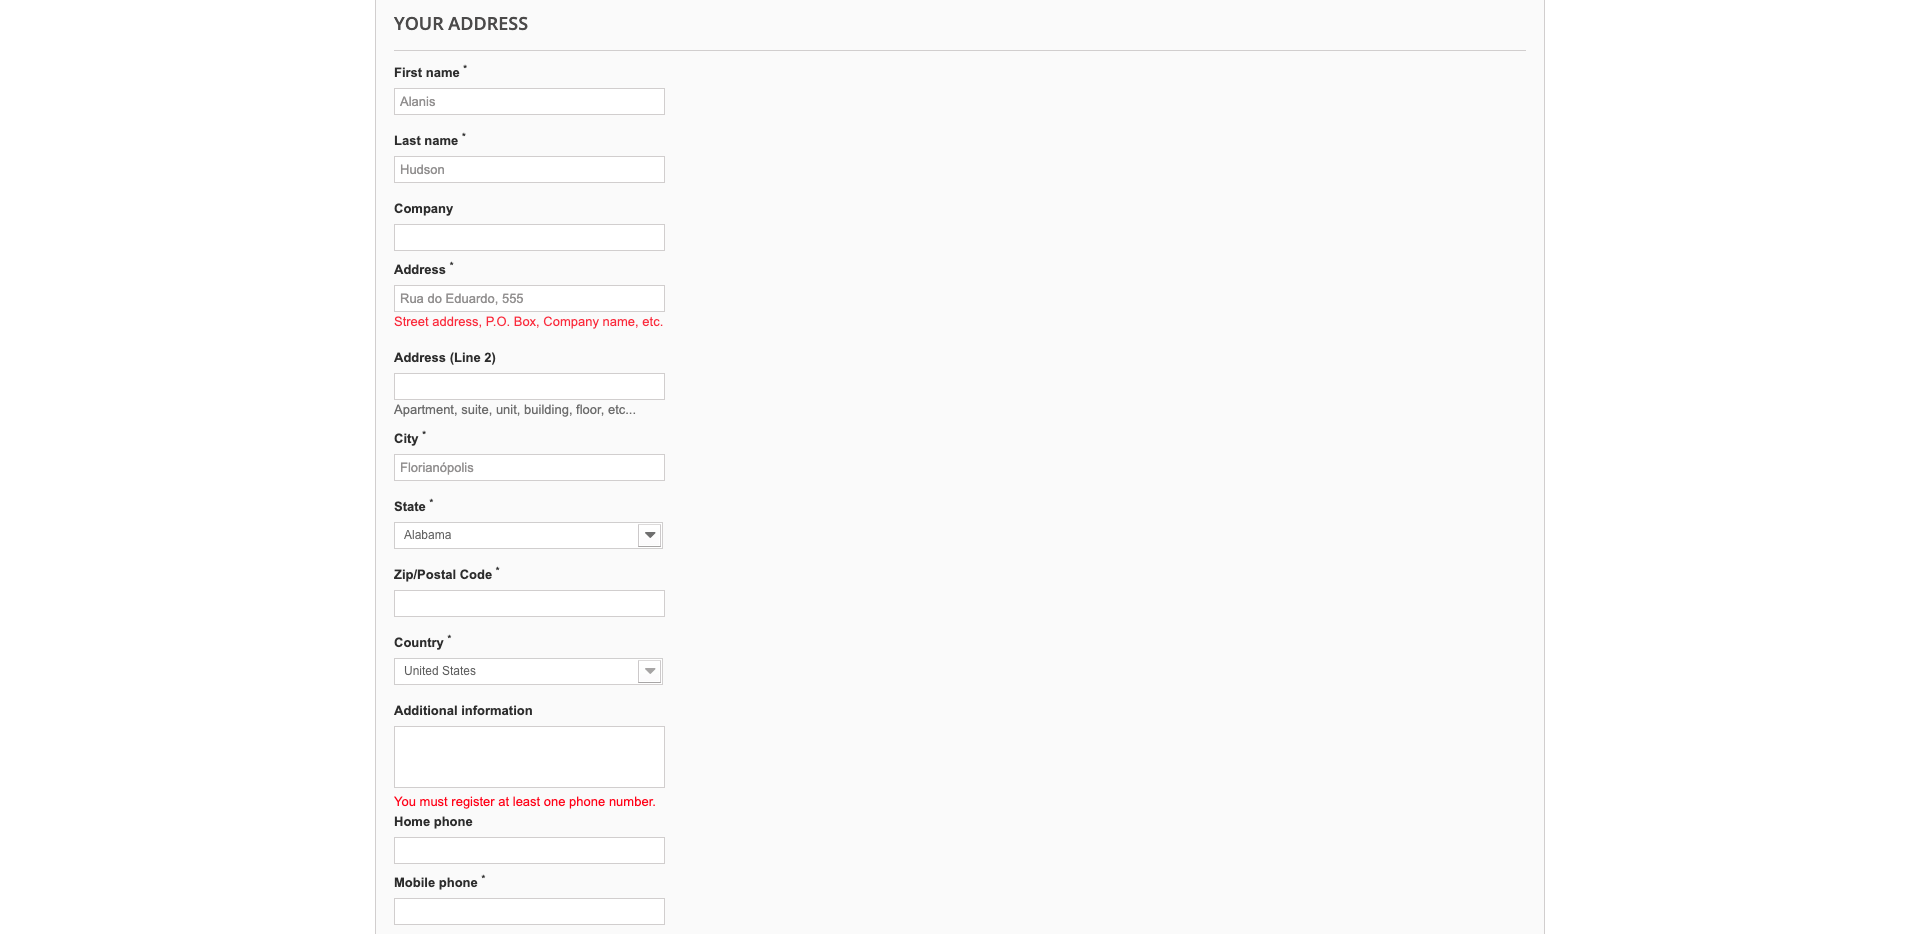 YOUR ADDRESS
First name *
Alanis
Last name *
Hudson
Company
Address *
Rua do Eduardo, 555
Street address, P.O. Box, Company name, etc.
Address (Line 2)
Apartment, suite, unit, building, floor, etc...
City *
Florianópolis
State *
Alabama
Zip/Postal Code *
Country *
United States
Additional information
You must register at least one phone number.
Home phone
Mobile phone *